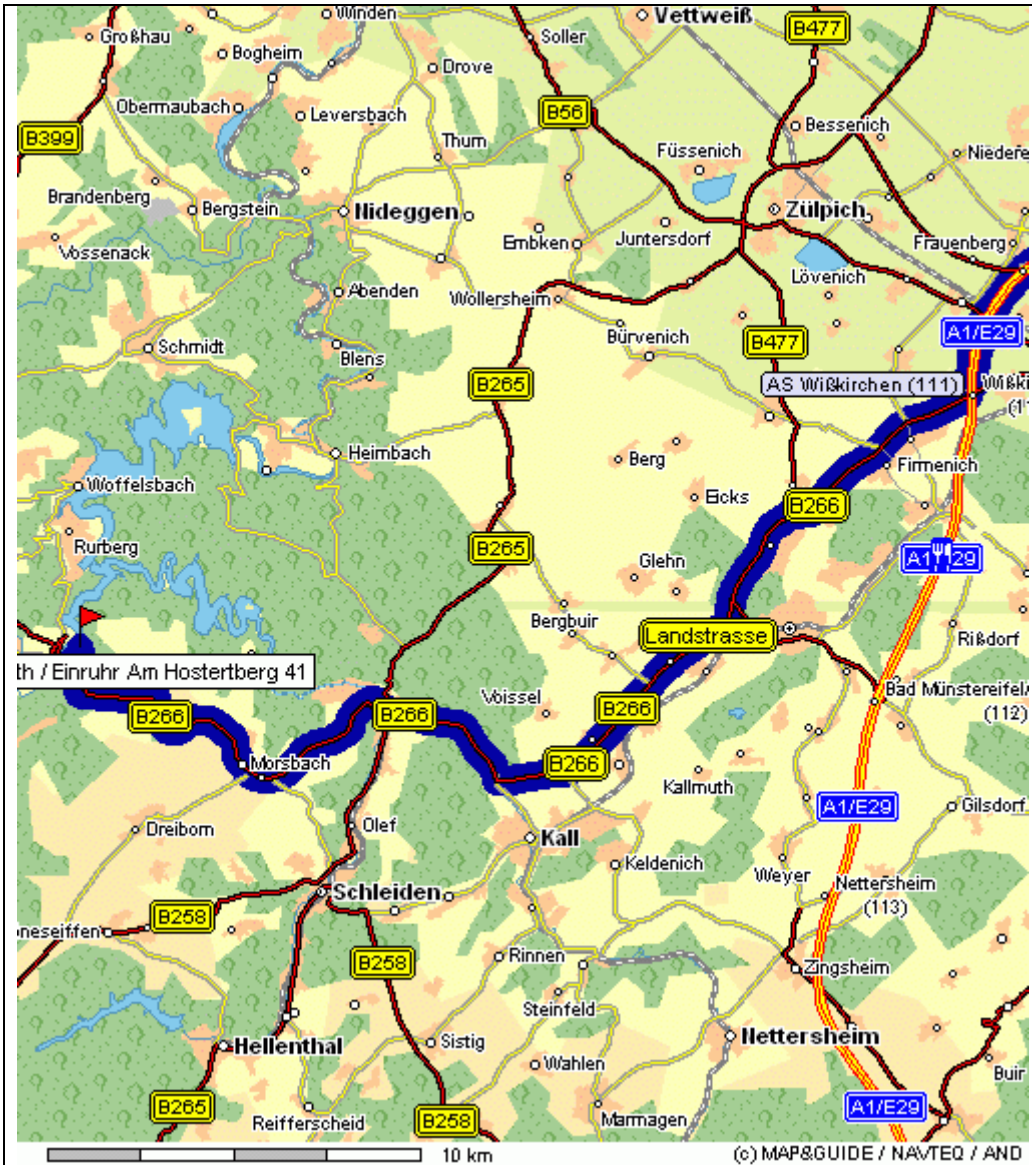 Winden
Vettweiß
B477
Großhau
Soller
Bogheim
Drove
Obermaubach
Leversbach
B56
Bessenich
B399
Thum
Füssenich
Niedere
Brandenberg
Bergstein
Nideggen
Zülpich
Embken
Juntersdorf
Frauenberg
Vossenack
Lövenich
Abenden
Wollersheim
Bürvenich
A1/E29
Schmidt
Blens
B477
B265
AS Wißkirchen (111)
Wißki
(11
Heimbach
Berg
Firmenich
Woffelsbach
Eicks
B266
Rurberg
B265
Glehn
A1/E29
Bergbuir
Landstrasse
Rißdorf
th / Einruhr Am Hostertberg 41
Voissel
Bad Münstereifel/
(112)
B266
B266
B266
Morsbach
B266
Kallmuth
A1/E29
Gilsdorf
Dreiborn
Olef
Kall
Keldenich
Weyer
Nettersheim
(113)
Schleiden
B258
oneseiffen
B258
Rinnen
Zingsheim
Steinfeld
Hellenthal
Sistig
Nettersheim
Wahlen
Buir
B265
Reifferscheid
B258
Marmagen
A1/E29
10 km
(c) MAP&GUIDE / NAVTEQ / AND